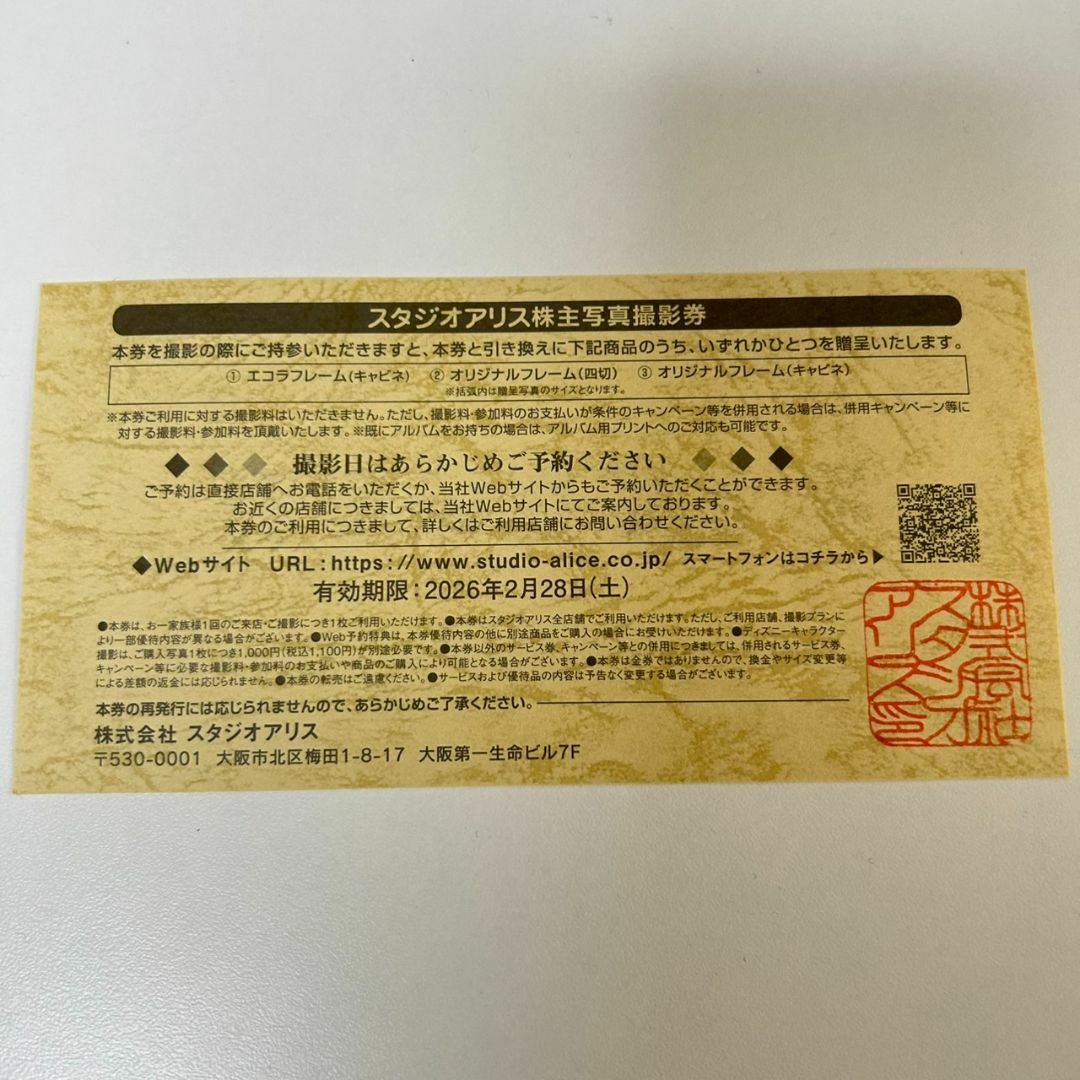 スタジオアリス株主写真撮影券
本券を撮影の際にご持参いただきますと、本券と引き換えに下記商品のうち、いずれかひとつを贈呈いたします。
① エコラフレーム(キャビネ) ② オリジナルフレーム(四切) ③ オリジナルフレーム(キャビネ)
※括弧内は贈呈写真のサイズとなります。
※本券ご利用に対する撮影料はいただきません。ただし、撮影料・参加料のお支払いが条件のキャンペーン等を併用される場合は、併用キャンペーン等に
対する撮影料・参加料を頂戴いたします。※既にアルバムをお持ちの場合は、アルバム用プリントへのご対応も可能です。
◆◆◆ 撮影日はあらかじめご予約ください ◆◆◆
ご予約は直接店舗へお電話をいただくか、当社Webサイトからもご予約いただくことができます。
お近くの店舗につきましては、当社Webサイトにてご案内しております。
本券のご利用につきまして、詳しくはご利用店舗にお問い合わせください。
◆Webサイト URL:https://www.studio-alice.co.jp/ スマートフォンはコチラから▶
有効期限:2026年2月28日(土)
●本券は、お一家族様1回のご来店・ご撮影につき1枚ご利用いただけます。●本券はスタジオアリス全店舗でご利用いただけます。ただし、ご利用店舗、撮影プランに
より一部優待内容が異なる場合がございます。●Web予約特典は、本券優待内容の他に別途商品をご購入の場合にお受けいただけます。●ディズニーキャラクター
撮影は、ご購入写真1枚につき1,000円(税込1,100円)が別途必要です。●本券以外のサービス券、キャンペーン等との併用につきましては、併用されるサービス券、
キャンペーン等に必要な撮影料・参加料のお支払いや商品のご購入により可能となる場合がございます。●本券は金券ではありませんので、換金やサイズ変更等
による差額の返金には応じられません。●本券の転売はご遠慮ください。●サービスおよび優待品の内容は予告なく変更する場合がございます。
本券の再発行には応じられませんので、あらかじめご了承ください。
株式会社 スタジオアリス
〒530-0001 大阪市北区梅田1-8-17 大阪第一生命ビル7F
株式会社
スタジオ
アリス印